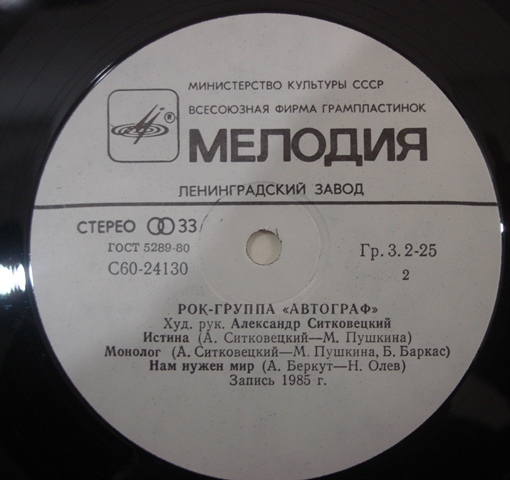 МИНИСТЕРСТВО КУЛЬТУРЫ СССР
ВСЕСОЮЗНАЯ ФИРМА ГРАМПЛАСТИНОК
®
МЕЛОДИЯ
ЛЕНИНГРАДСКИЙ ЗАВОД
СТЕРЕО 33
ГОСТ 5289-80
С60-24130
Гр. 3. 2-25
2
РОК-ГРУППА «АВТОГРАФ»
Худ. рук. Александр Ситковецкий
Истина (А. Ситковецкий—М. Пушкина)
Монолог (А. Ситковецкий—М. Пушкина, Б. Баркас)
Нам нужен мир (А. Беркут—Н. Олев)
Запись 1985 г.